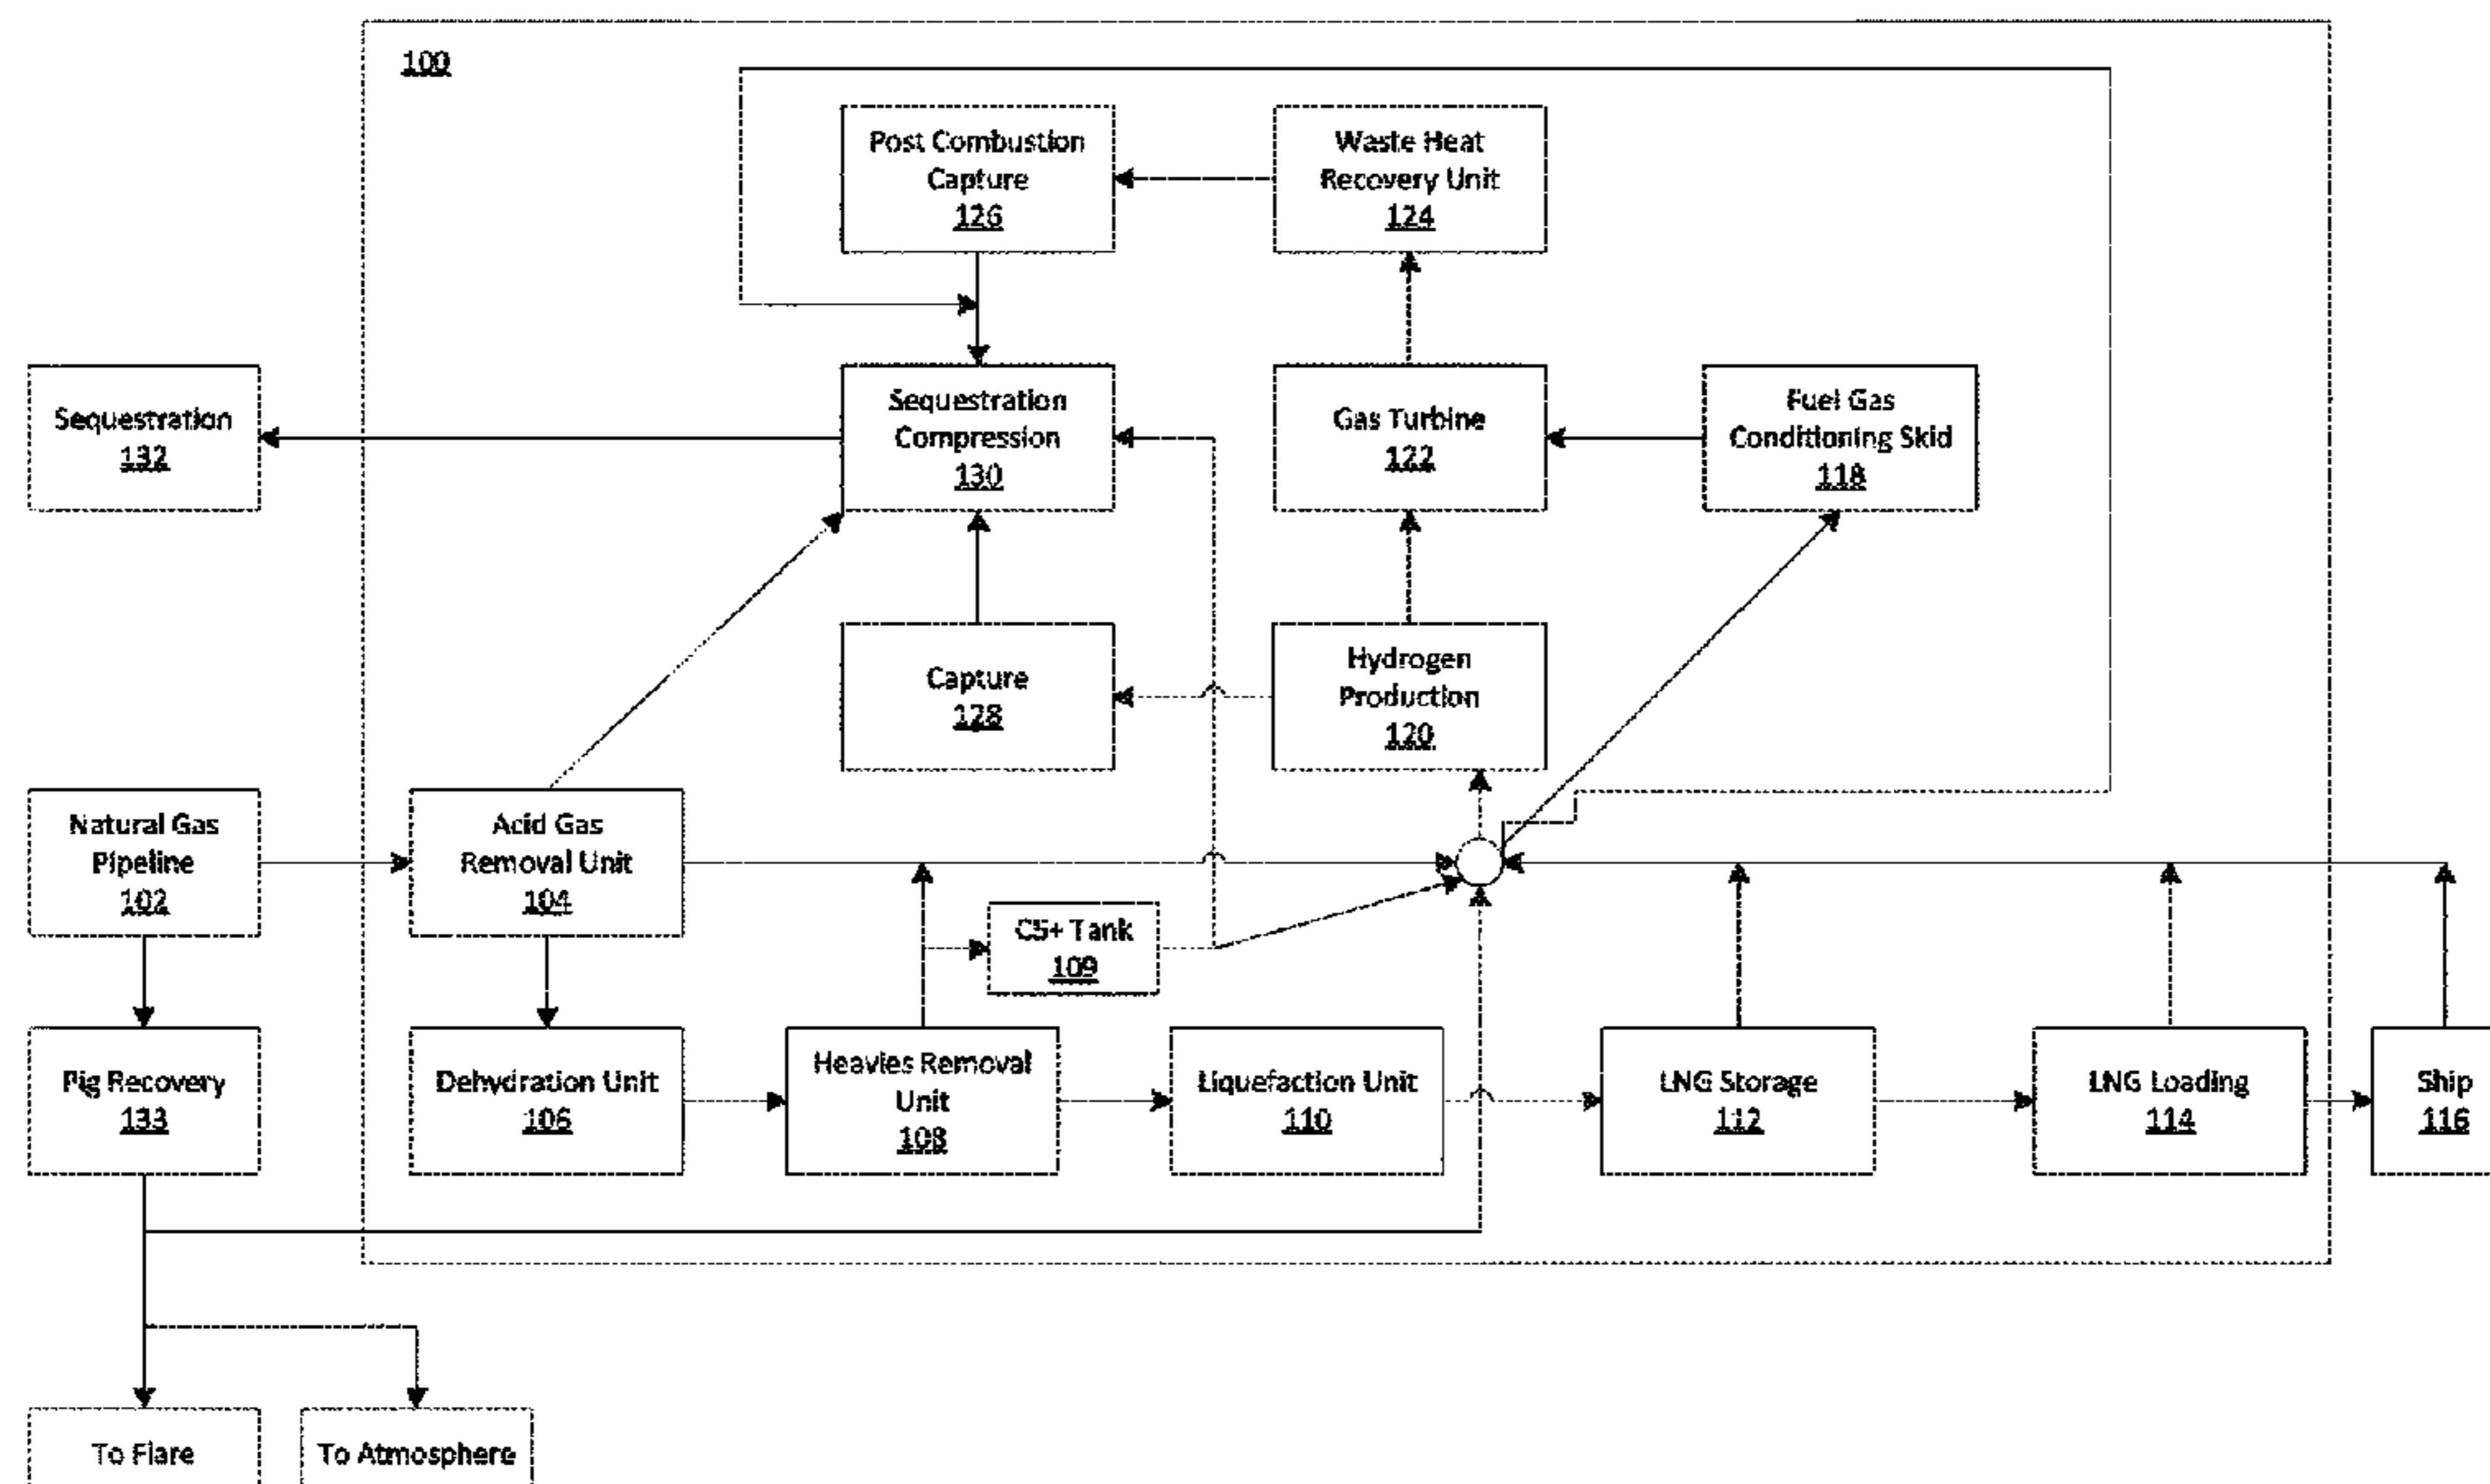 100
Post Combustion
Capture
126
Waste Heat
Recovery Unit
124
Sequestration
132
Sequestration
Compression
130
Gas Turbine
122
Fuel Gas
Conditioning Skid
118
Capture
128
Hydrogen
Production
120
Natural Gas
Pipeline
102
Acid Gas
Removal Unit
104
C5+ Tank
109
Pig Recovery
133
Dehydration Unit
106
Heavies Removal
Unit
108
Liquefaction Unit
110
LNG Storage
112
LNG Loading
114
Ship
116
To Flare
To Atmosphere